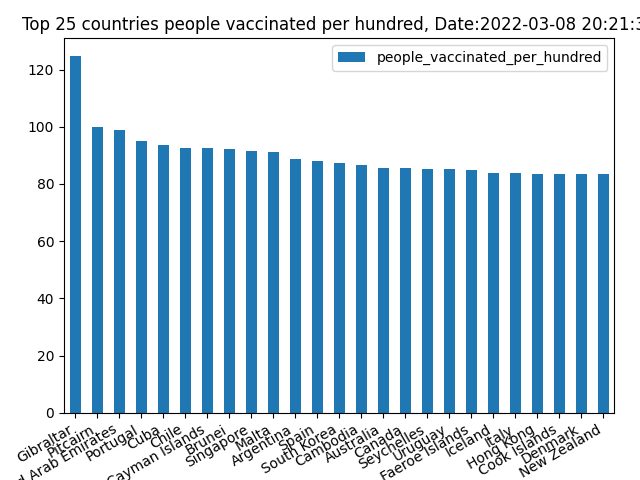 Top 25 countries people vaccinated per hundred, Date:2022-03-08 20:21:3
people_vaccinated_per_hundred
120
100
80
60
40
20
0
Gibraltar
Pitcairn
d Arab Emirates
Portugal
Cuba
Chile
Cayman Islands
Brunei
Singapore
Malta
Argentina
Spain
South Korea
Cambodia
Australia
Canada
Seychelles
Uruguay
Faeroe Islands
Iceland
Italy
Hong Kong
Cook Islands
Denmark
New Zealand